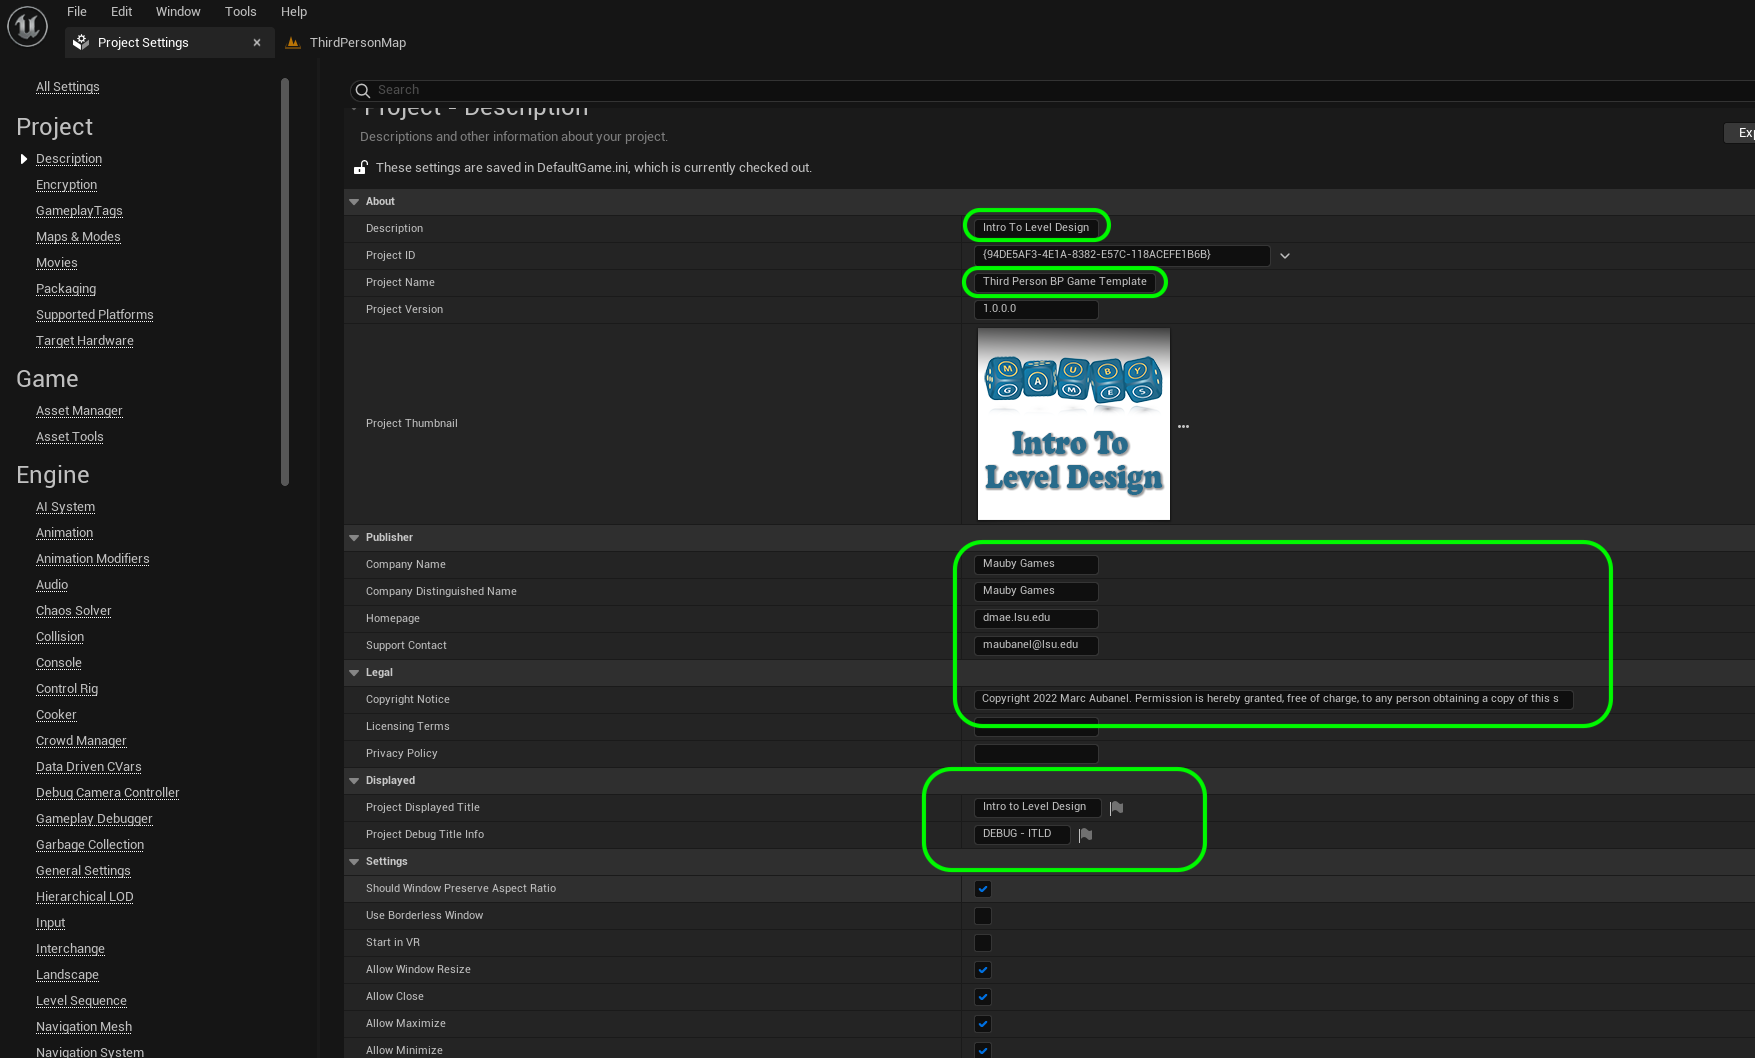 File Edit Window Tools Help
Project Settings × ThirdPersonMap
All Settings
Project
Description
Encryption
GameplayTags
Maps & Modes
Movies
Packaging
Supported Platforms
Target Hardware
Game
Asset Manager
Asset Tools
Engine
AI System
Animation
Animation Modifiers
Audio
Chaos Solver
Collision
Console
Control Rig
Cooker
Crowd Manager
Data Driven CVars
Debug Camera Controller
Gameplay Debugger
Garbage Collection
General Settings
Hierarchical LOD
Input
Interchange
Landscape
Level Sequence
Navigation Mesh
Navigation System
Search
Project - Description
Descriptions and other information about your project.
Exp
These settings are saved in DefaultGame.ini, which is currently checked out.
About
Description Intro To Level Design
Project ID {94DE5AF3-4E1A-8382-E57C-118ACEFE1B6B}
Project Name Third Person BP Game Template
Project Version 1.0.0.0
Project Thumbnail
MAUBY
GAMES
Intro To
Level Design
Publisher
Company Name Mauby Games
Company Distinguished Name Mauby Games
Homepage dmae.lsu.edu
Support Contact maubanel@lsu.edu
Legal
Copyright Notice Copyright 2022 Marc Aubanel. Permission is hereby granted, free of charge, to any person obtaining a copy of this s
Licensing Terms
Privacy Policy
Displayed
Project Displayed Title Intro to Level Design
Project Debug Title Info DEBUG - ITLD
Settings
Should Window Preserve Aspect Ratio
Use Borderless Window
Start in VR
Allow Window Resize
Allow Close
Allow Maximize
Allow Minimize